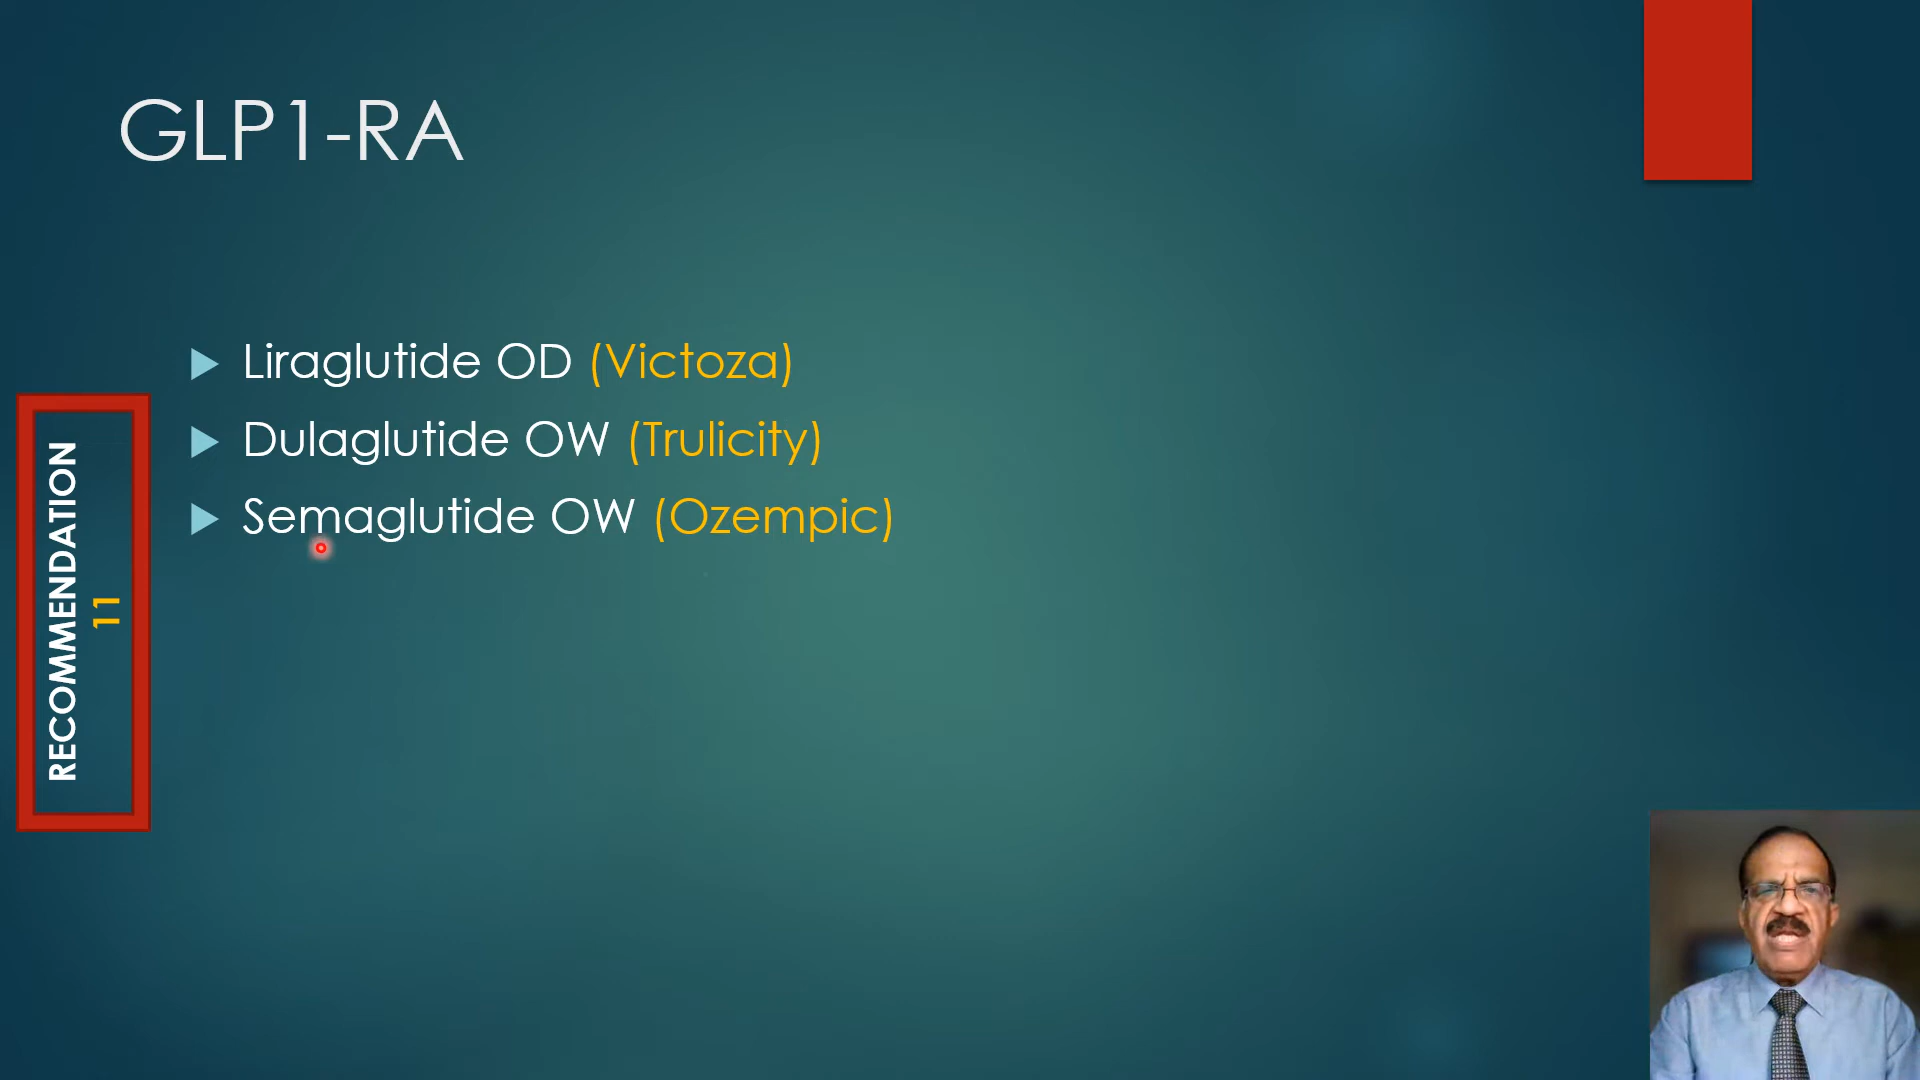 GLP1-RA
Liraglutide OD (Victoza)
Dulaglutide OW (Trulicity)
Semaglutide OW (Ozempic)
RECOMMENDATION
11